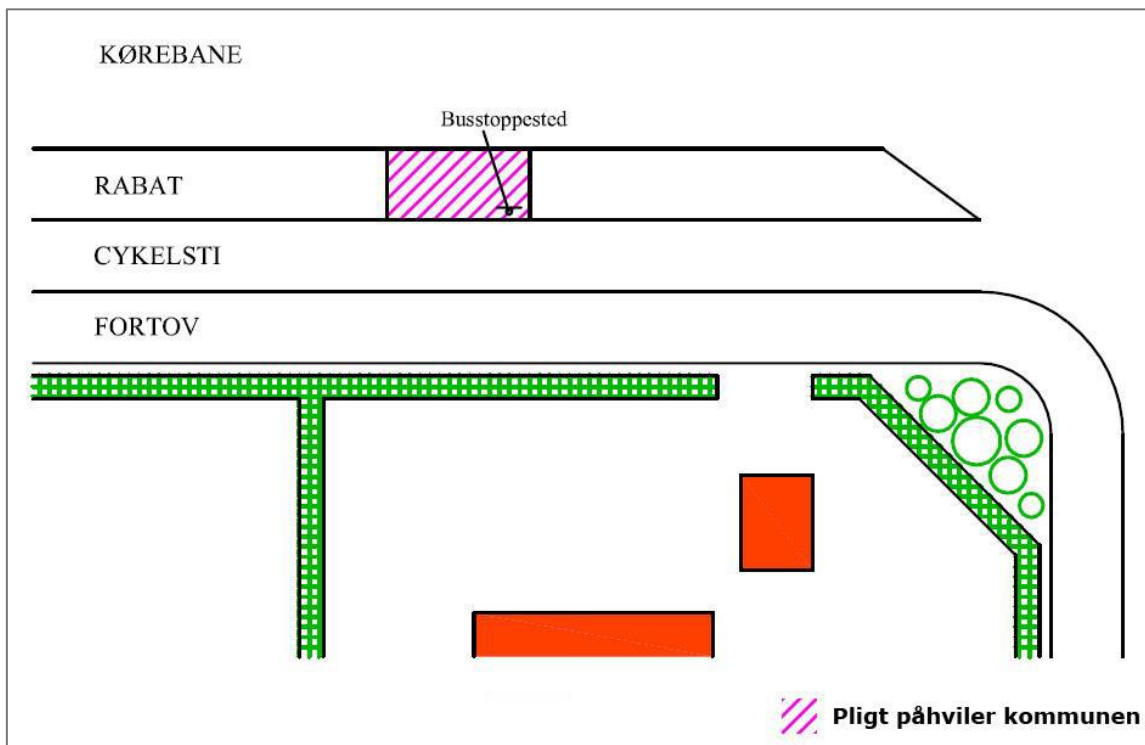 KØREBANE
Busstoppested
RABAT
CYKELSTI
FORTOV
Pligt påhviler kommunen